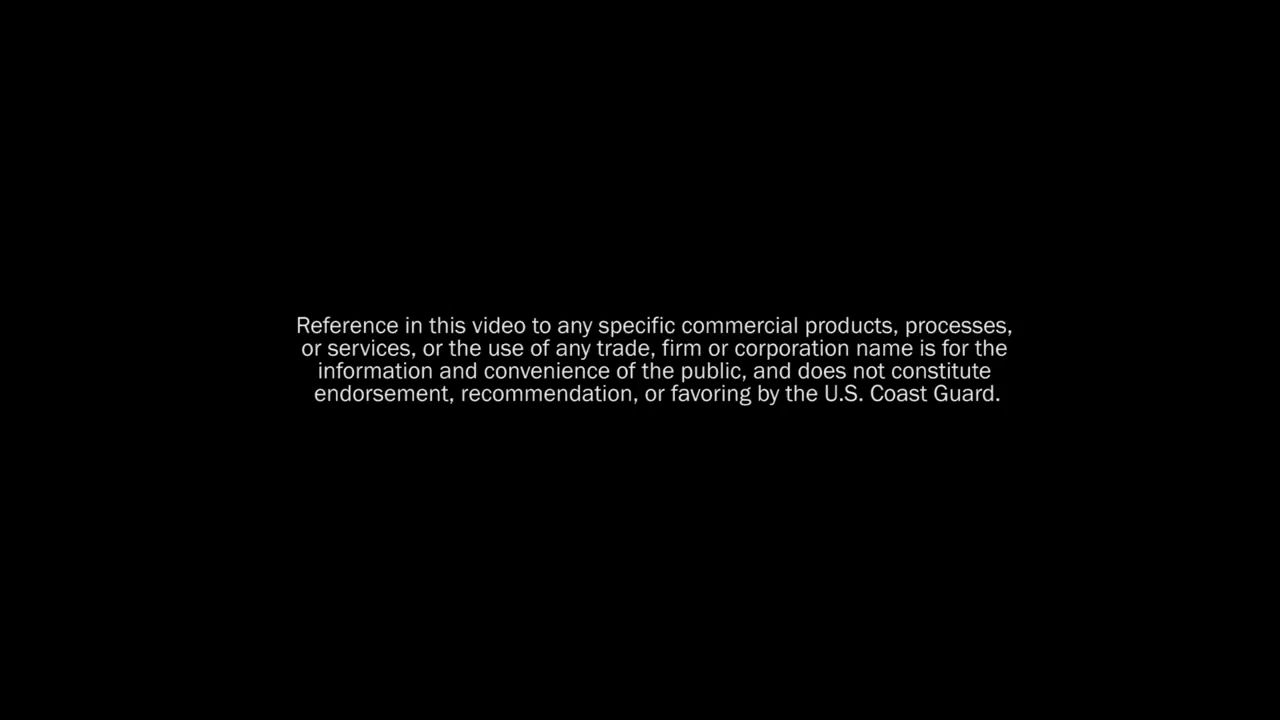 Reference in this video to any specific commercial products, processes,
or services, or the use of any trade, firm or corporation name is for the
information and convenience of the public, and does not constitute
endorsement, recommendation, or favoring by the U.S. Coast Guard.